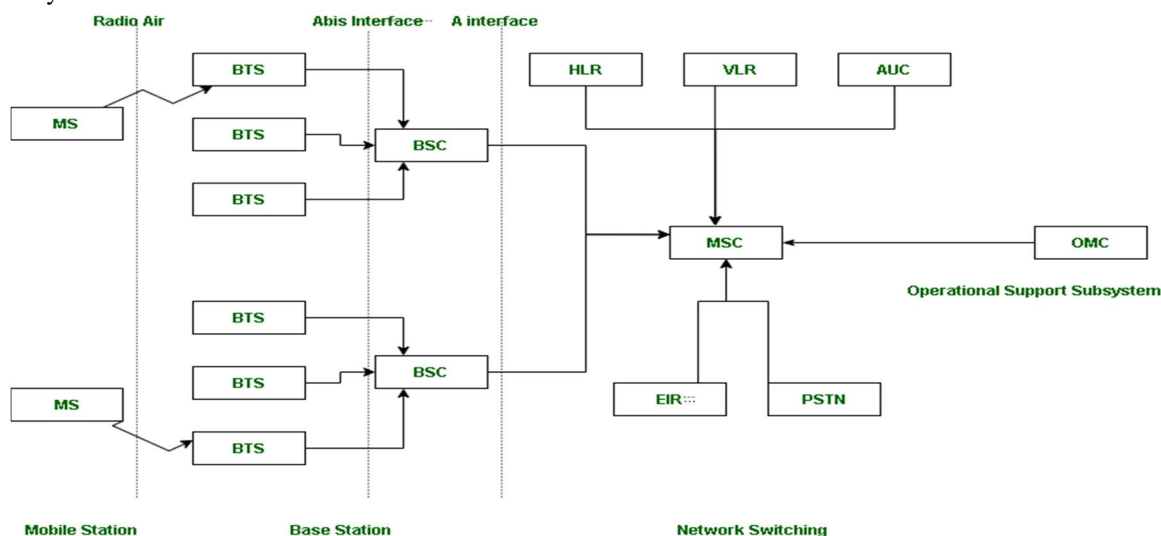 Radio Air Abis Interface A interface
BTS HLR VLR AUC
MS
BTS BSC
BTS
MSC OMC
Operational Support Subsystem
BTS
BSC
BTS
MS EIR PSTN
BTS
Mobile Station Base Station Network Switching